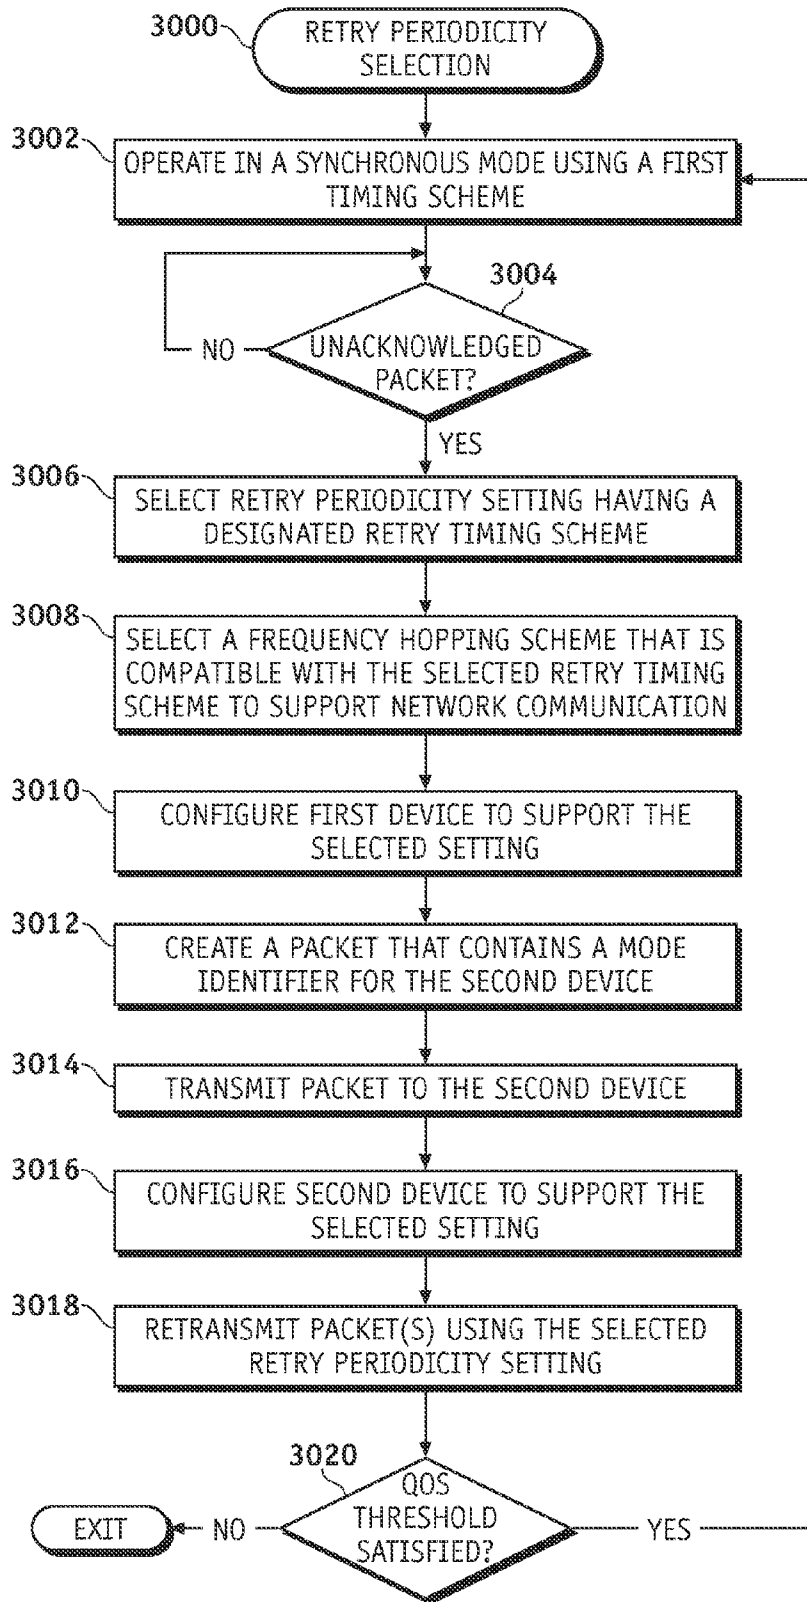 3000
RETRY PERIODICITY
SELECTION
3002
OPERATE IN A SYNCHRONOUS MODE USING A FIRST
TIMING SCHEME
3004
NO
UNACKNOWLEDGED
PACKET?
YES
3006
SELECT RETRY PERIODICITY SETTING HAVING A
DESIGNATED RETRY TIMING SCHEME
3008
SELECT A FREQUENCY HOPPING SCHEME THAT IS
COMPATIBLE WITH THE SELECTED RETRY TIMING
SCHEME TO SUPPORT NETWORK COMMUNICATION
3010
CONFIGURE FIRST DEVICE TO SUPPORT THE
SELECTED SETTING
3012
CREATE A PACKET THAT CONTAINS A MODE
IDENTIFIER FOR THE SECOND DEVICE
3014
TRANSMIT PACKET TO THE SECOND DEVICE
3016
CONFIGURE SECOND DEVICE TO SUPPORT THE
SELECTED SETTING
3018
RETRANSMIT PACKET(S) USING THE SELECTED
RETRY PERIODICITY SETTING
3020
QOS
THRESHOLD
SATISFIED?
EXIT
NO
YES